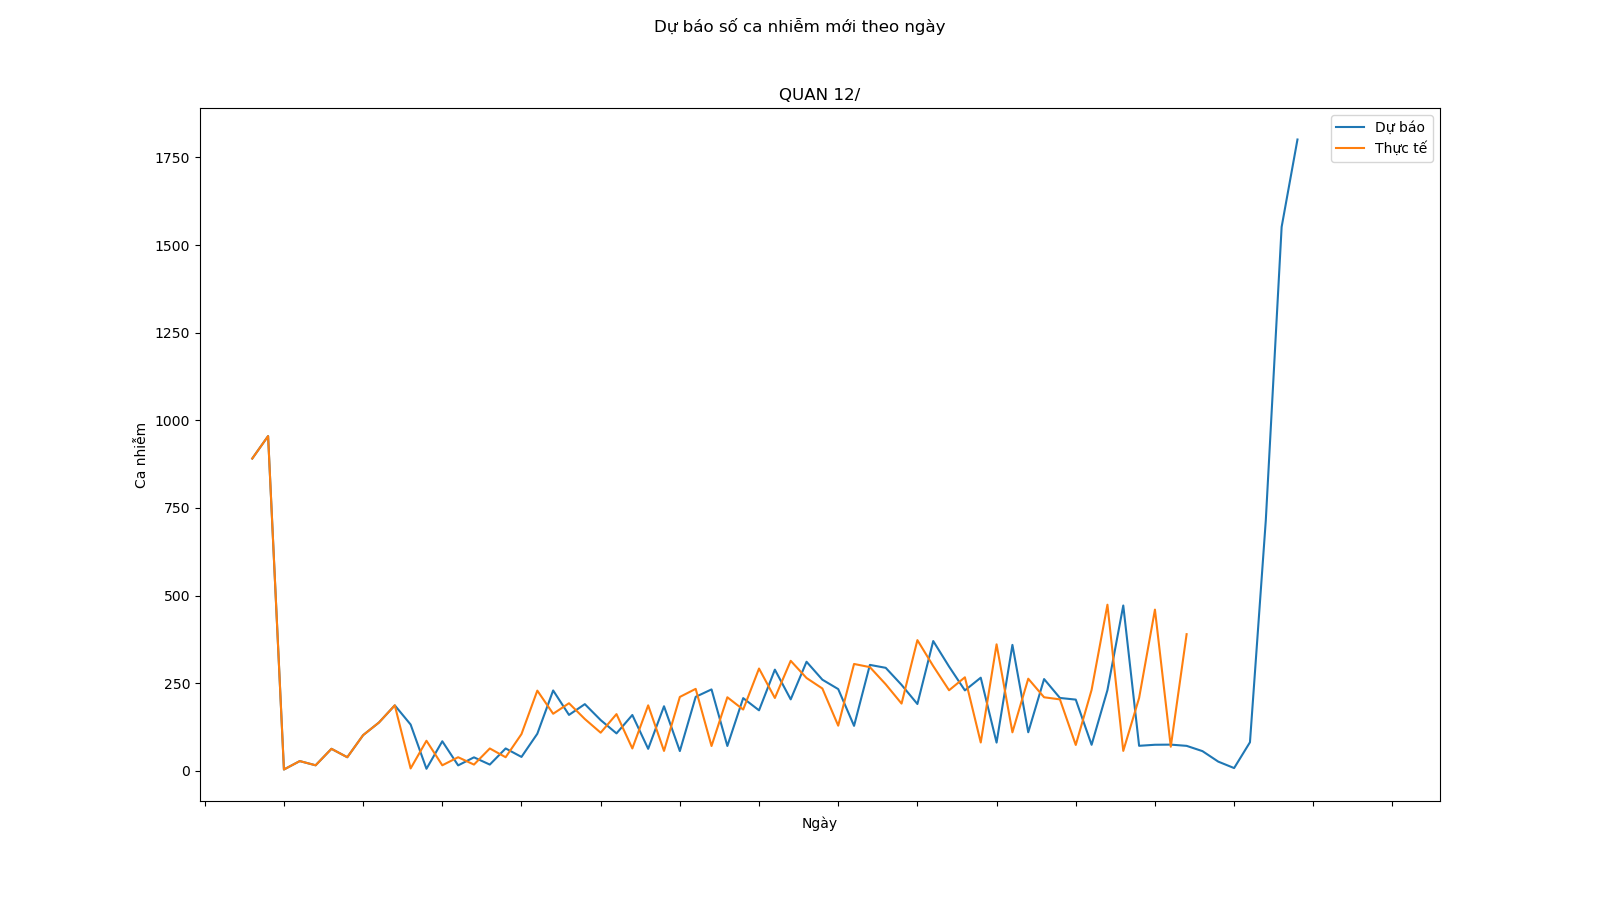 Dự báo số ca nhiễm mới theo ngày
QUAN 12/
Dự báo
Thực tế
1750
1500
1250
1000
750
500
250
0
Ca nhiễm
Ngày